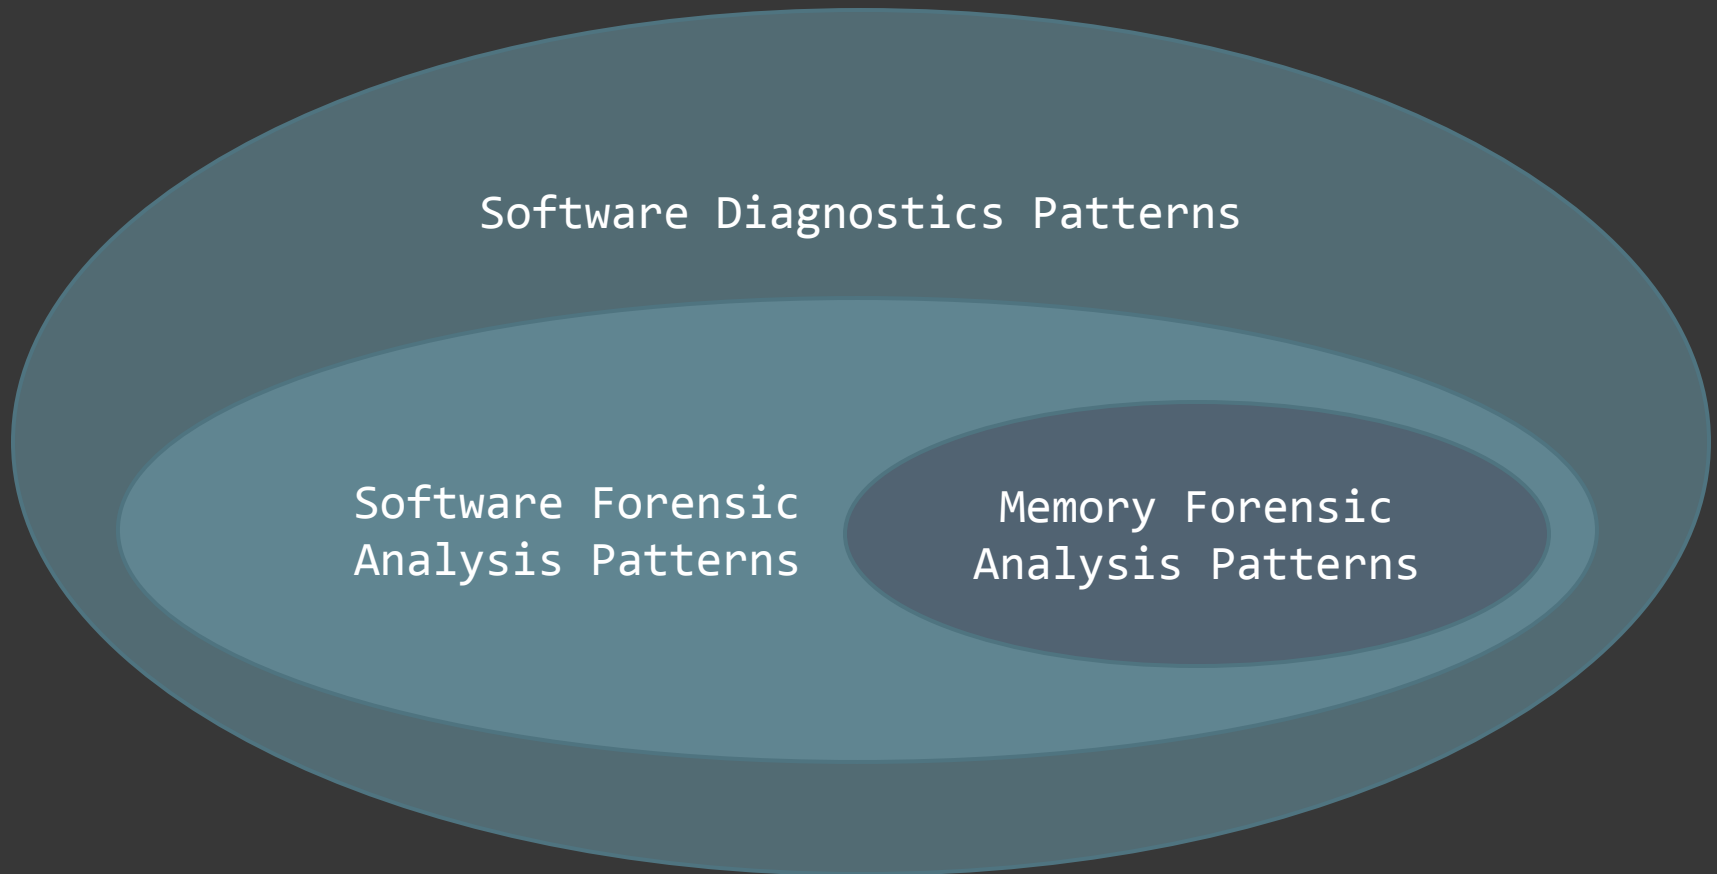 Software Diagnostics Patterns
Software Forensic
Analysis Patterns
Memory Forensic
Analysis Patterns